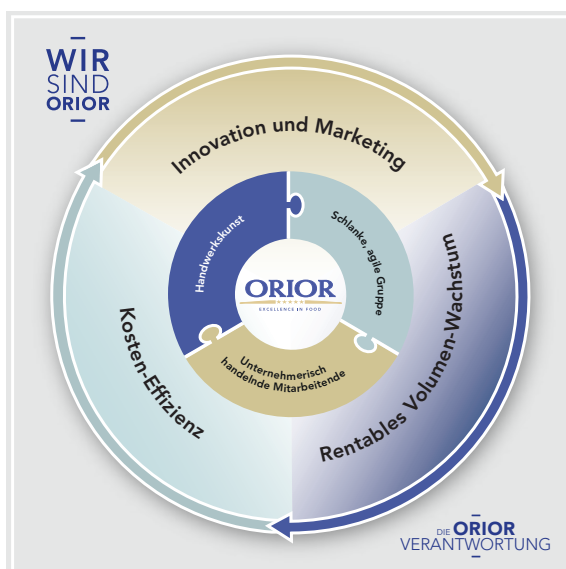 WIR
SIND
ORIOR
Innovation und Marketing
Handwerkskunst
Schlanke, agile Gruppe
ORIOR
EXCELLENCE IN FOOD
Unternehmerisch
handelnde Mitarbeitende
Kosten-Effizienz
Rentables Volumen-Wachstum
DIE ORIOR
VERANTWORTUNG